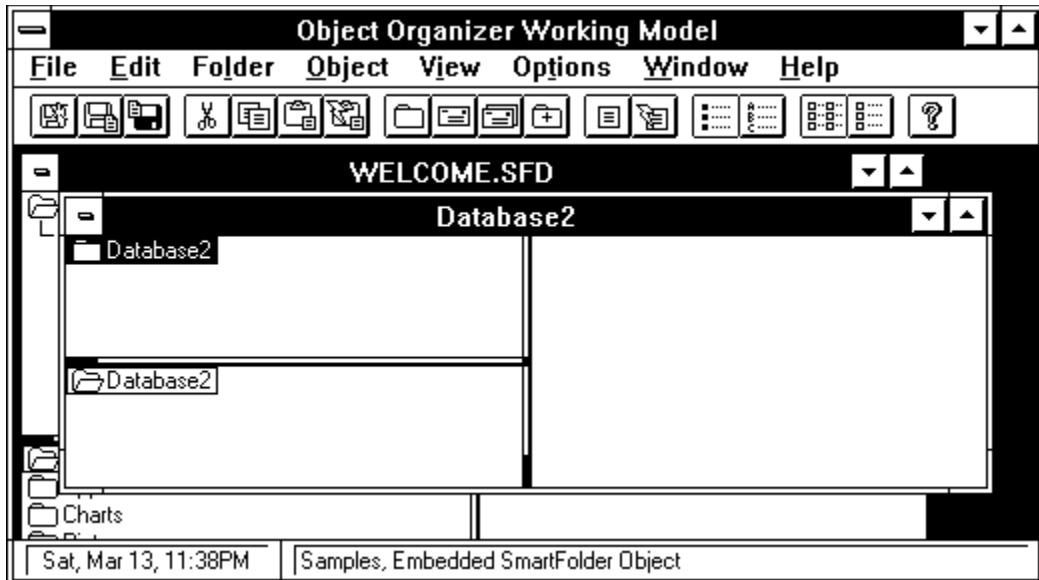 Object Organizer Working Model
File Edit Folder Object View Options Window Help
WELCOME.SFD
Database2
Database2
Database2
Charts
Sat, Mar 13, 11:38PM Samples, Embedded SmartFolder Object